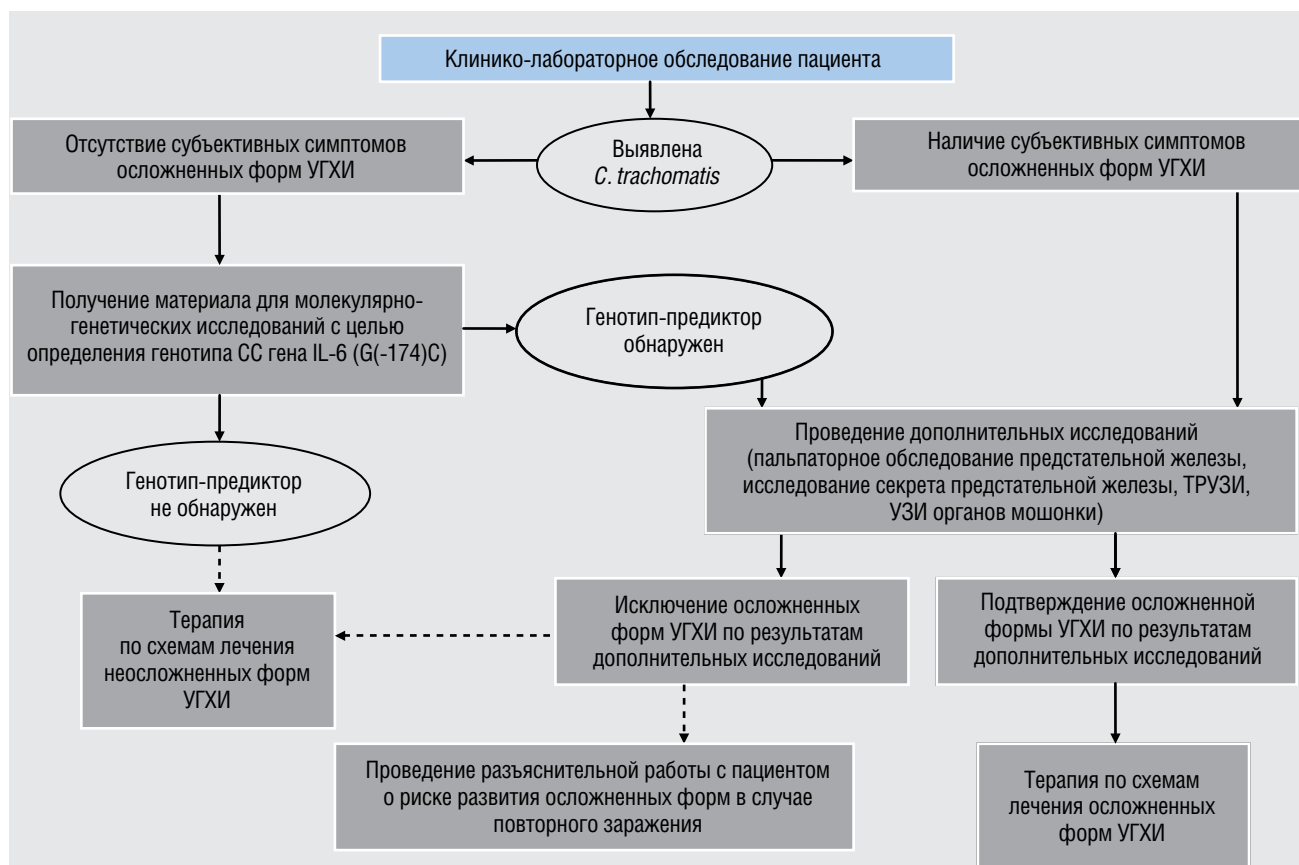 Клинико-лабораторное обследование пациента
Отсутствие субъективных симптомов
осложненных форм УГХИ
Выявлена
C. trachomatis
Наличие субъективных симптомов
осложненных форм УГХИ
Получение материала для молекулярно-
генетических исследований с целью
определения генотипа СС гена IL-6 (G(-174)C)
Генотип-предиктор
обнаружен
Проведение дополнительных исследований
(пальпаторное обследование предстательной железы,
исследование секрета предстательной железы, ТРУЗИ,
УЗИ органов мошонки)
Генотип-предиктор
не обнаружен
Терапия
по схемам лечения
неосложненных форм
УГХИ
Исключение осложненных
форм УГХИ по результатам
дополнительных исследований
Подтверждение осложненной
формы УГХИ по результатам
дополнительных исследований
Проведение разъяснительной работы с пациентом
о риске развития осложненных форм в случае
повторного заражения
Терапия по схемам
лечения осложненных
форм УГХИ